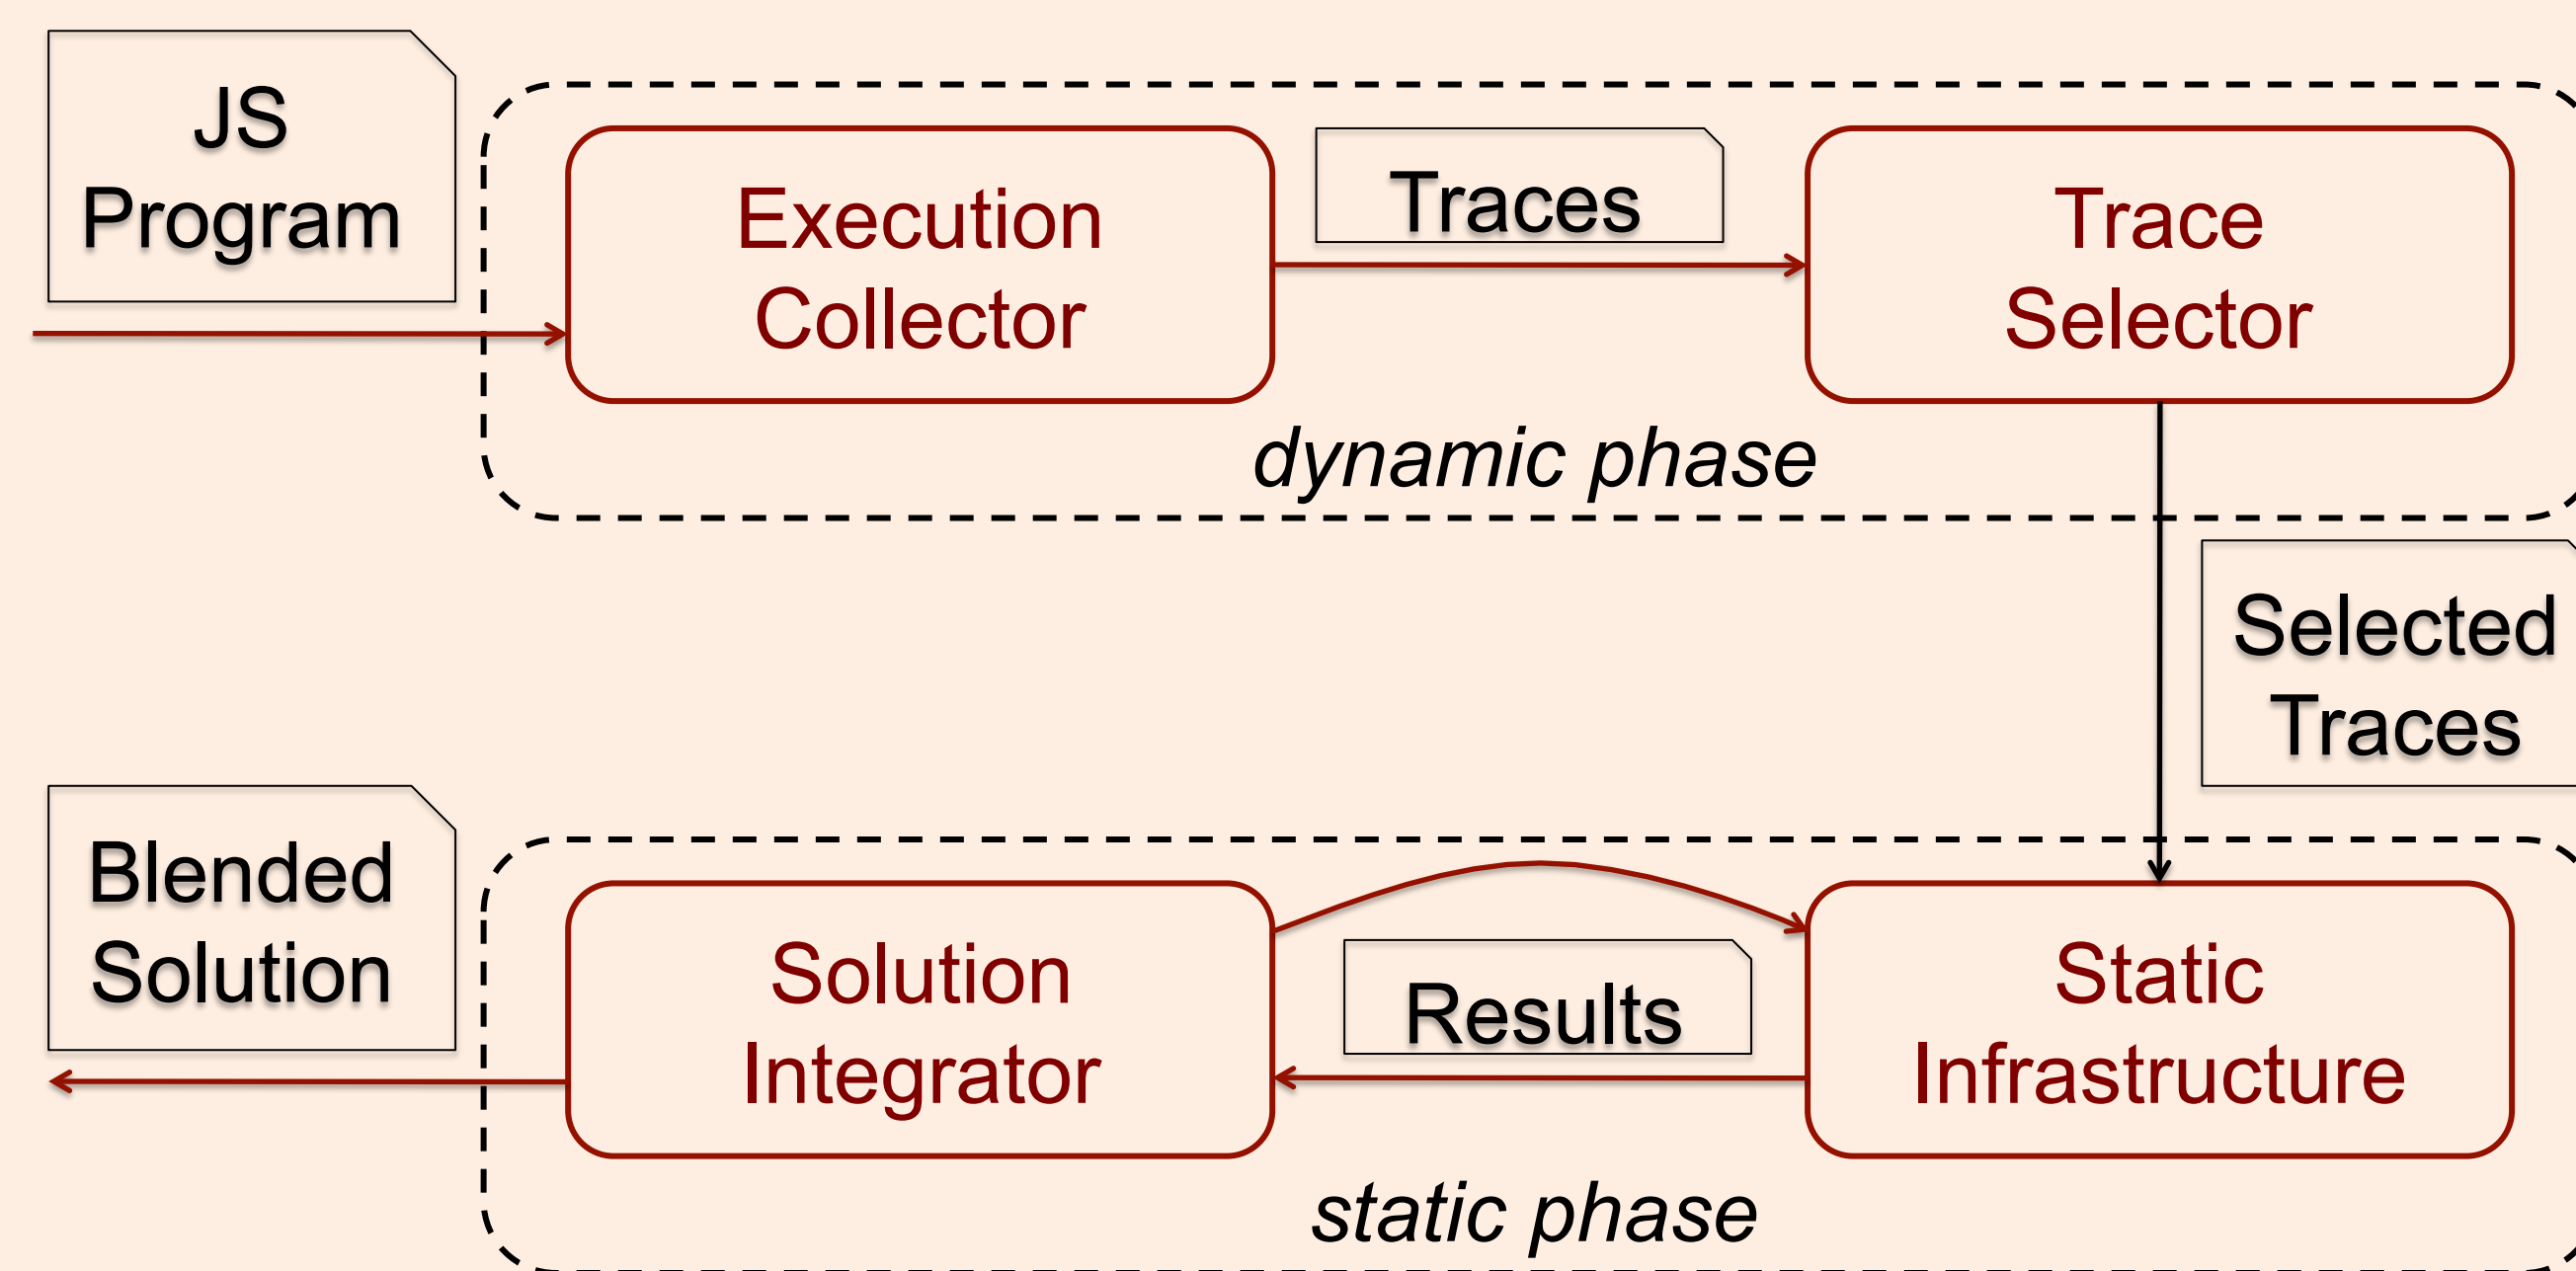 JS
Program
Execution
Collector
Traces
Trace
Selector
dynamic phase
Selected
Traces
Blended
Solution
Solution
Integrator
Results
Static
Infrastructure
static phase